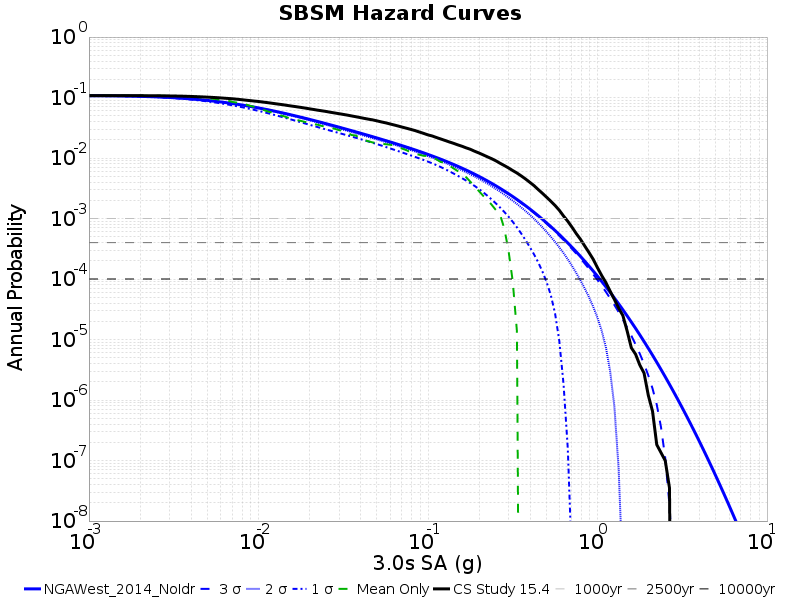 SBSM Hazard Curves
Annual Probability
10^0
10^-1
10^-2
10^-3
10^-4
10^-5
10^-6
10^-7
10^-8
10^-3 10^-2 10^-1 10^0 10^1
3.0s SA (g)
NGAWest_2014_NoIdr 3 σ 2 σ 1 σ Mean Only CS Study 15.4 1000yr 2500yr 10000yr